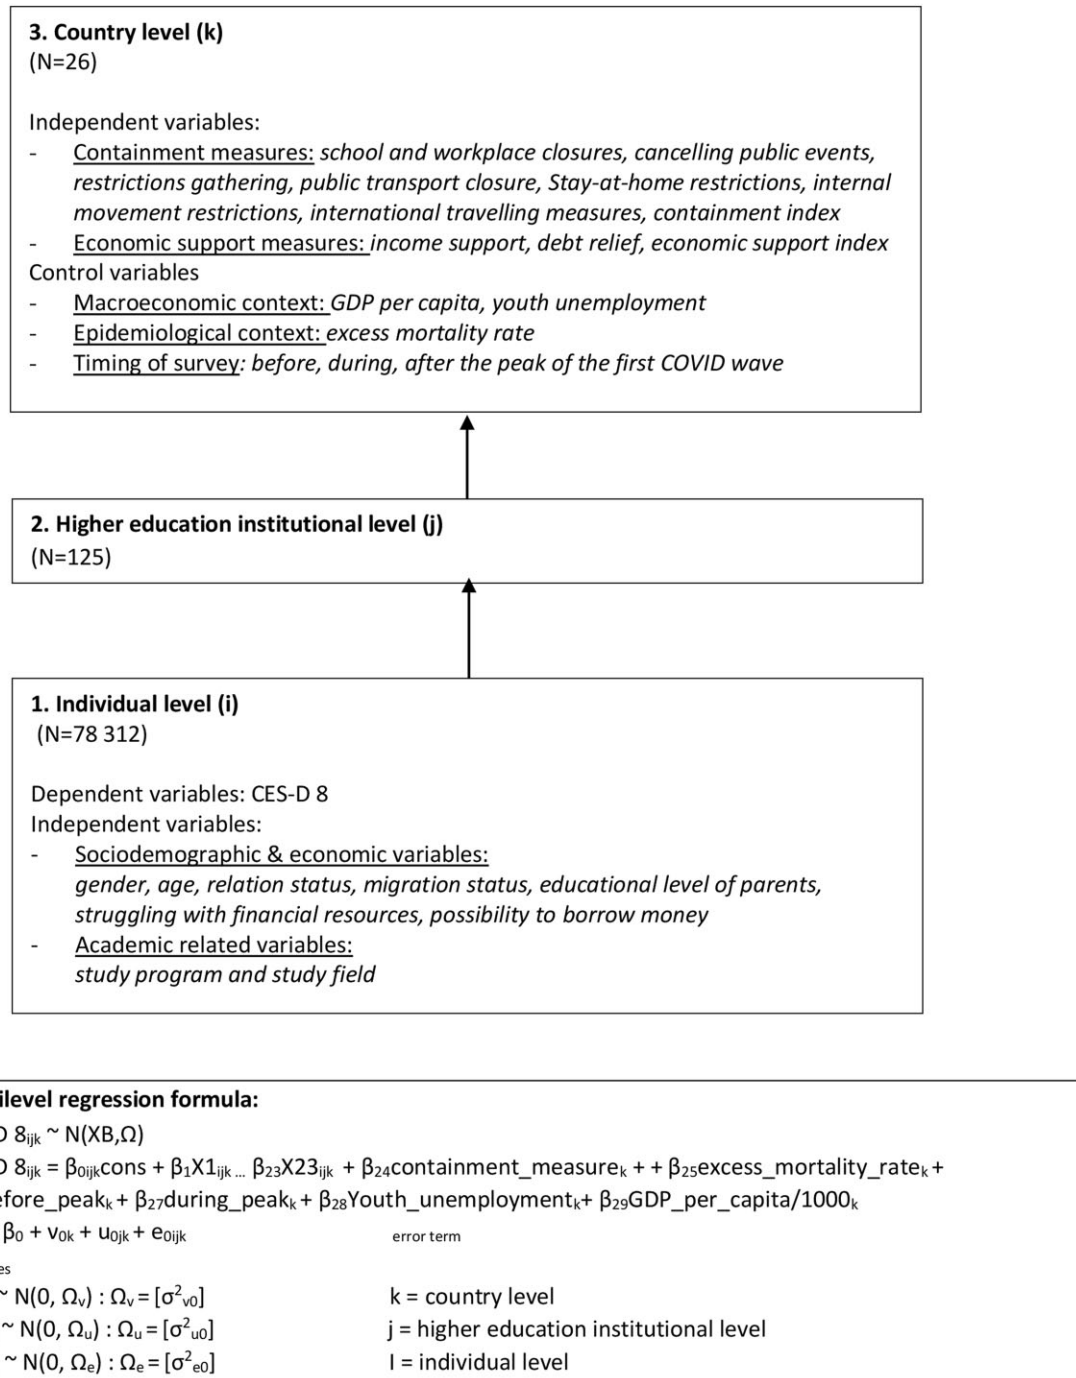 3. Country level (k)
(N=26)
Independent variables:
- Containment measures: school and workplace closures, cancelling public events,
restrictions gathering, public transport closure, Stay-at-home restrictions, internal
movement restrictions, international travelling measures, containment index
- Economic support measures: income support, debt relief, economic support index
Control variables
- Macroeconomic context: GDP per capita, youth unemployment
- Epidemiological context: excess mortality rate
- Timing of survey: before, during, after the peak of the first COVID wave
2. Higher education institutional level (j)
(N=125)
1. Individual level (i)
(N=78 312)
Dependent variables: CES-D 8
Independent variables:
- Sociodemographic & economic variables:
gender, age, relation status, migration status, educational level of parents,
struggling with financial resources, possibility to borrow money
- Academic related variables:
study program and study field
ilevel regression formula:
D 8ijk ~ N(XB,Ω)
D 8ijk = β0ijkcons + β1X1ijk ... β23X23ijk + β24containment_measurek + + β25excess_mortality_ratek +
efore_peakk + β27during_peakk + β28Youth_unemploymentk+ β29GDP_per_capita/1000k
β0 + v0k + u0jk + e0ijk error term
es
~ N(0, Ωv) : Ωv = [σ²v0] k = country level
~ N(0, Ωu) : Ωu = [σ²u0] j = higher education institutional level
~ N(0, Ωe) : Ωe = [σ²e0] I = individual level